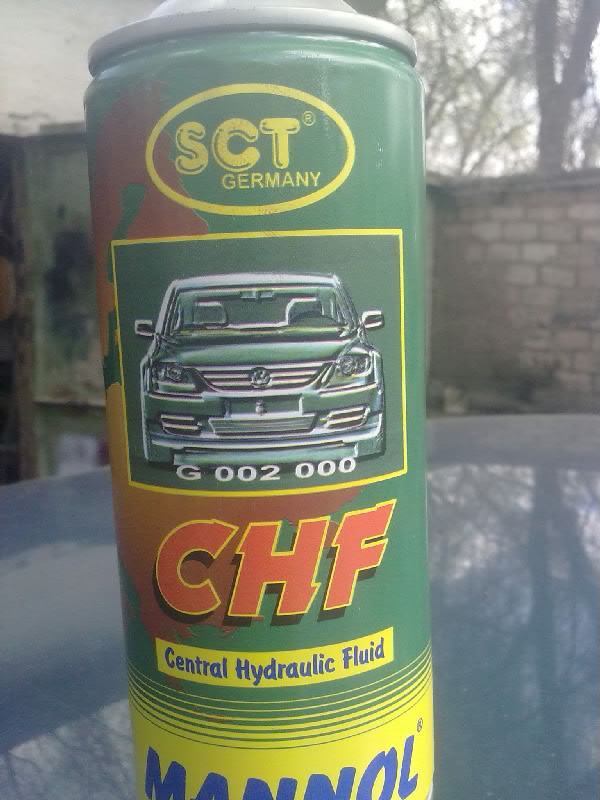 SCT®
GERMANY
G 002 000
CHF
Central Hydraulic Fluid
MANNOL®